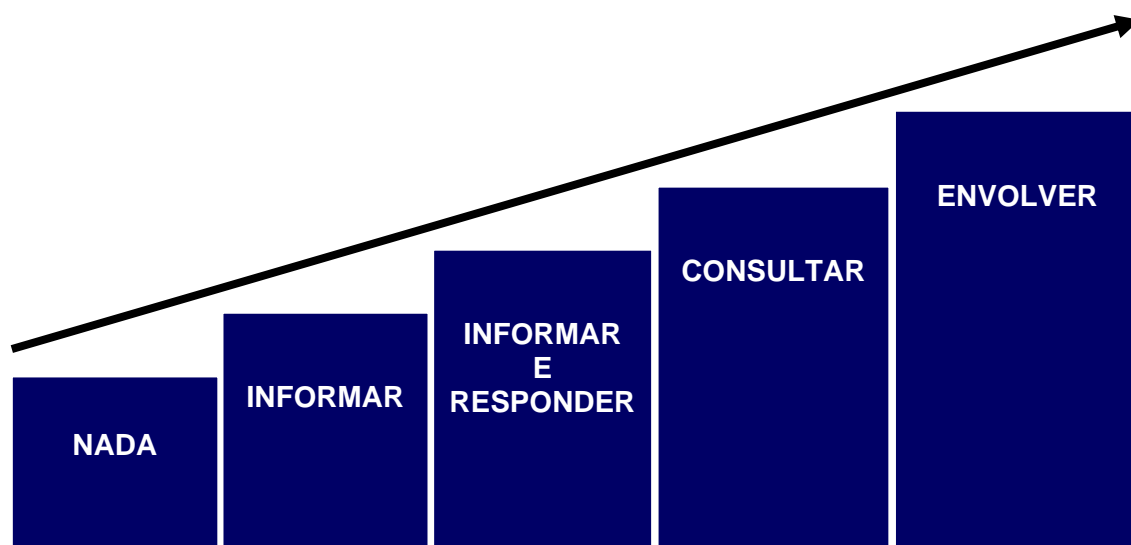 NADA
INFORMAR
INFORMAR
E
RESPONDER
CONSULTAR
ENVOLVER